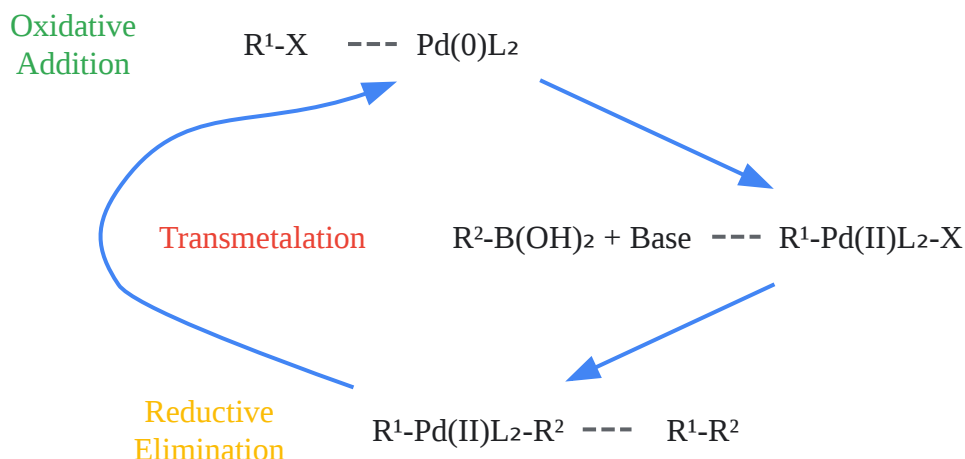 Oxidative
Addition
R¹-X
Pd(0)L₂
Transmetalation
R²-B(OH)₂ + Base
R¹-Pd(II)L₂-X
Reductive
Elimination
R¹-Pd(II)L₂-R²
R¹-R²